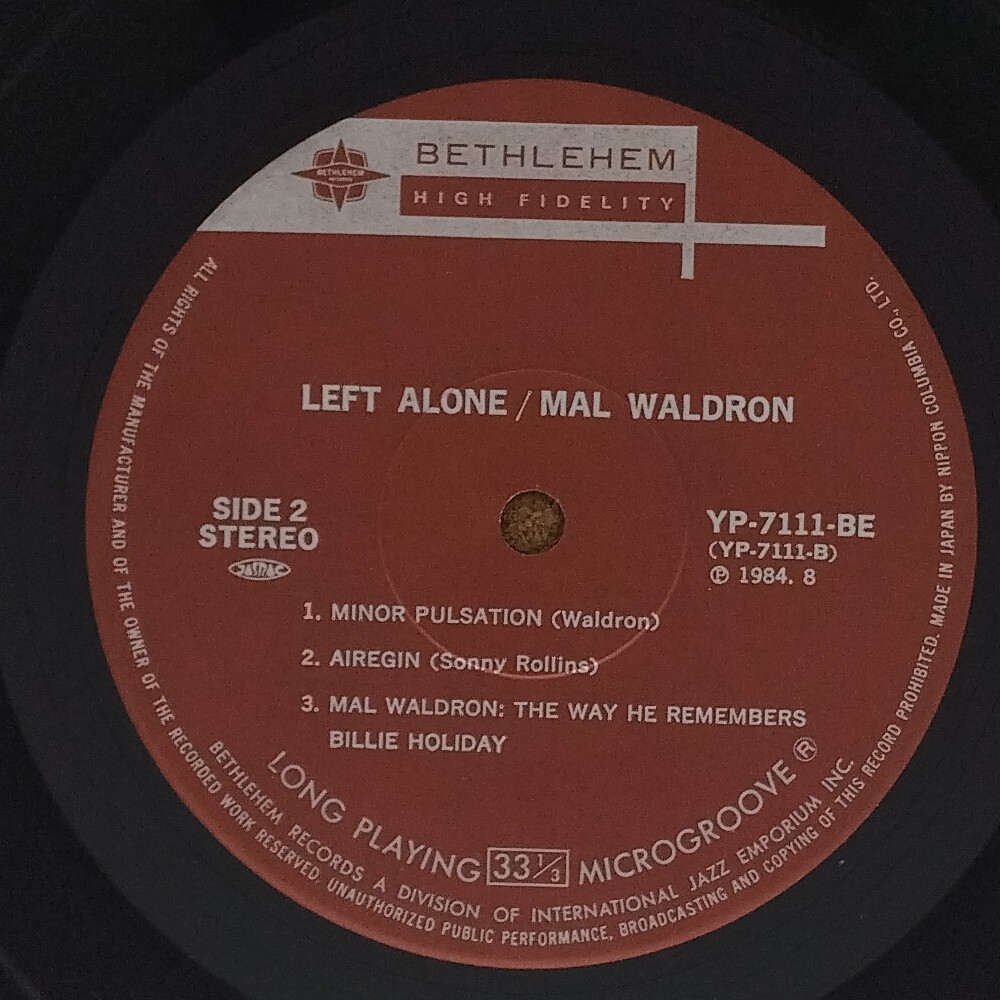 BETHLEHEM
RECORDS
BETHLEHEM
HIGH FIDELITY
LEFT ALONE / MAL WALDRON
SIDE 2
STEREO
JASRAC
YP-7111-BE
(YP-7111-B)
Ⓟ 1984. 8
1. MINOR PULSATION (Waldron)
2. AIREGIN (Sonny Rollins)
3. MAL WALDRON: THE WAY HE REMEMBERS
BILLIE HOLIDAY
LONG PLAYING 33⅓ MICROGROOVE ®
BETHLEHEM RECORDS A DIVISION OF INTERNATIONAL JAZZ EMPORIUM INC.
ALL RIGHTS OF THE MANUFACTURER AND OF THE OWNER OF THE RECORDED WORK RESERVED. UNAUTHORIZED PUBLIC PERFORMANCE, BROADCASTING AND COPYING OF THIS RECORD PROHIBITED. MADE IN JAPAN BY NIPPON COLUMBIA CO., LTD.